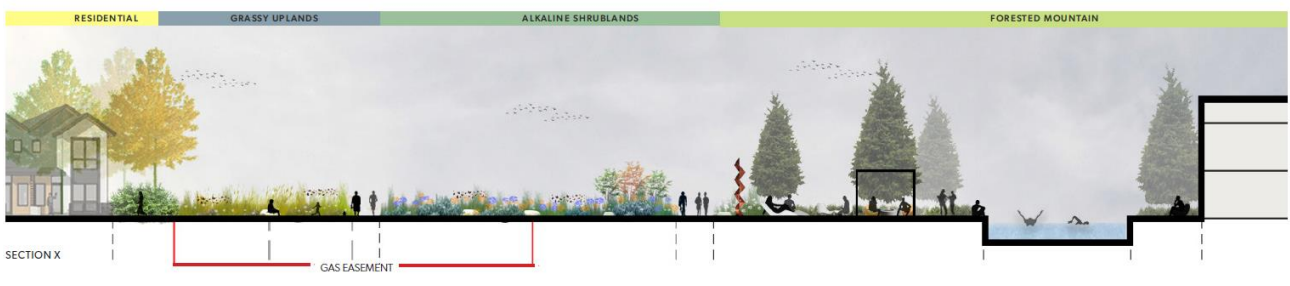 RESIDENTIAL
GRASSY UPLANDS
ALKALINE SHRUBLANDS
FORESTED MOUNTAIN
SECTION X
GAS EASEMENT